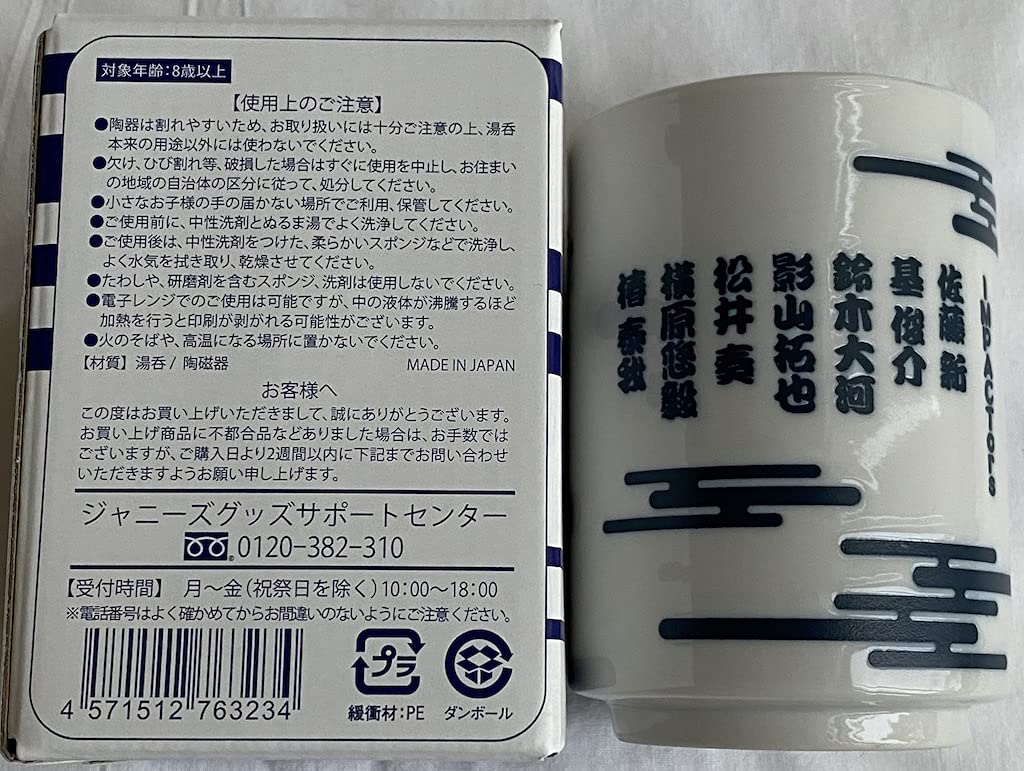 対象年齢:8歳以上
【使用上のご注意】
●陶器は割れやすいため、お取り扱いには十分ご注意の上、湯呑
本来の用途以外には使わないでください。
●欠け、ひび割れ等、破損した場合はすぐに使用を中止し、お住まい
の地域の自治体の区分に従って、処分してください。
●小さなお子様の手の届かない場所でご利用、保管してください。
●ご使用前に、中性洗剤とぬるま湯でよく洗浄してください。
●ご使用後は、中性洗剤をつけた、柔らかいスポンジなどで洗浄し、
よく水気を拭き取り、乾燥させてください。
●たわしや、研磨剤を含むスポンジ、洗剤は使用しないでください。
●電子レンジでのご使用は可能ですが、中の液体が沸騰するほど
加熱を行うと印刷が剥がれる可能性がございます。
●火のそばや、高温になる場所に置かないでください。
【材質】湯呑 / 陶磁器 MADE IN JAPAN
お客様へ
この度はお買い上げいただきまして、誠にありがとうございます。
お買い上げ商品に不都合品などありました場合は、お手数では
ございますが、ご購入日より2週間以内に下記までお問い合わせ
いただきますようお願い申し上げます。
ジャニーズグッズサポートセンター
0120-382-310
【受付時間】 月～金(祝祭日を除く)10:00～18:00
※電話番号はよく確かめてからお間違いのないようにご注意ください。
4 571512 763234
プラ
緩衝材:PE
ダンボール
IMPACTors
佐藤新
基俊介
鈴木大河
影山拓也
松井奏
横原悠毅
椿泰我